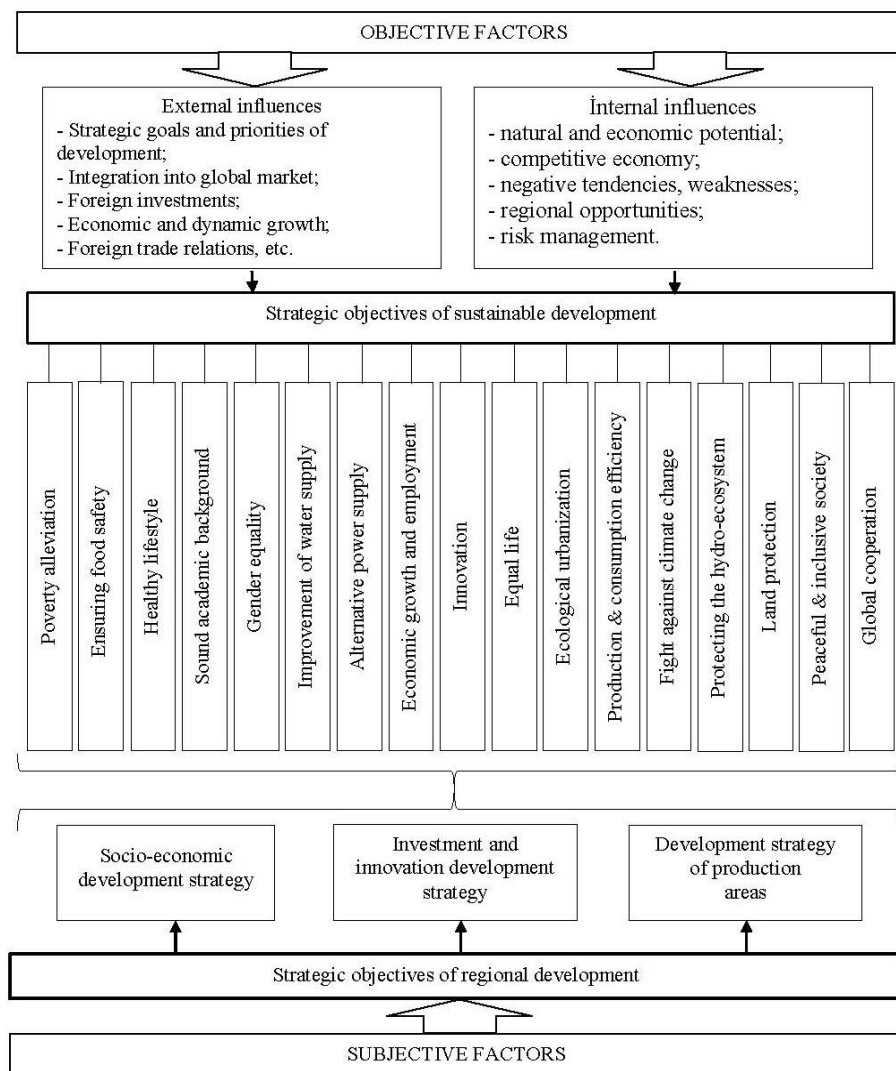 OBJECTIVE FACTORS
External influences
- Strategic goals and priorities of
development;
- Integration into global market;
- Foreign investments;
- Economic and dynamic growth;
- Foreign trade relations, etc.
İnternal influences
- natural and economic potential;
- competitive economy;
- negative tendencies, weaknesses;
- regional opportunities;
- risk management.
Strategic objectives of sustainable development
Poverty alleviation
Ensuring food safety
Healthy lifestyle
Sound academic background
Gender equality
Improvement of water supply
Alternative power supply
Economic growth and employment
Innovation
Equal life
Ecological urbanization
Production & consumption efficiency
Fight against climate change
Protecting the hydro-ecosystem
Land protection
Peaceful & inclusive society
Global cooperation
Socio-economic
development strategy
Investment and
innovation development
strategy
Development strategy
of production
areas
Strategic objectives of regional development
SUBJECTIVE FACTORS